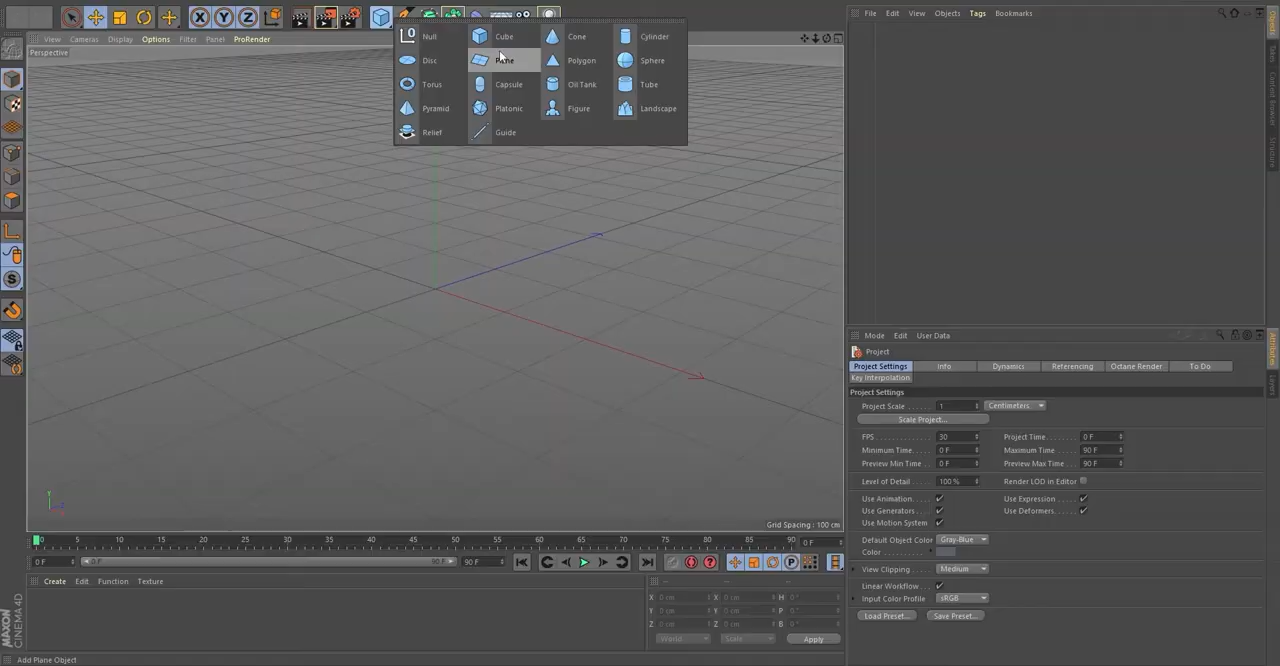 File Edit View Objects Tags Bookmarks
View Cameras Display Options Filter Panel ProRender
Perspective
Null Cube Cone Cylinder
Disc Plane Polygon Sphere
Torus Capsule Oil Tank Tube
Pyramid Platonic Figure Landscape
Relief Guide
Objects
Content Browser
Structure
Mode Edit User Data
Project
Project Settings Info Dynamics Referencing Octane Render To Do
Key Interpolation
Project Settings
Project Scale 1 Centimeters
Scale Project...
FPS 30 Project Time 0 F
Minimum Time 0 F Maximum Time 90 F
Preview Min Time 0 F Preview Max Time 90 F
Level of Detail 100 % Render LOD in Editor
Use Animation Use Expression
Use Generators Use Deformers
Use Motion System
Default Object Color Gray-Blue
Color
View Clipping Medium
Linear Workflow
Input Color Profile sRGB
Load Preset... Save Preset...
Attributes
Layers
Grid Spacing : 100 cm
0 5 10 15 20 25 30 35 40 45 50 55 60 65 70 75 80 85 90 0 F
0 F 0 F 90 F 90 F
Create Edit Function Texture
X 0 cm X 0 cm H 0 °
Y 0 cm Y 0 cm P 0 °
Z 0 cm Z 0 cm B 0 °
World Scale Apply
MAXON
CINEMA 4D
Add Plane Object